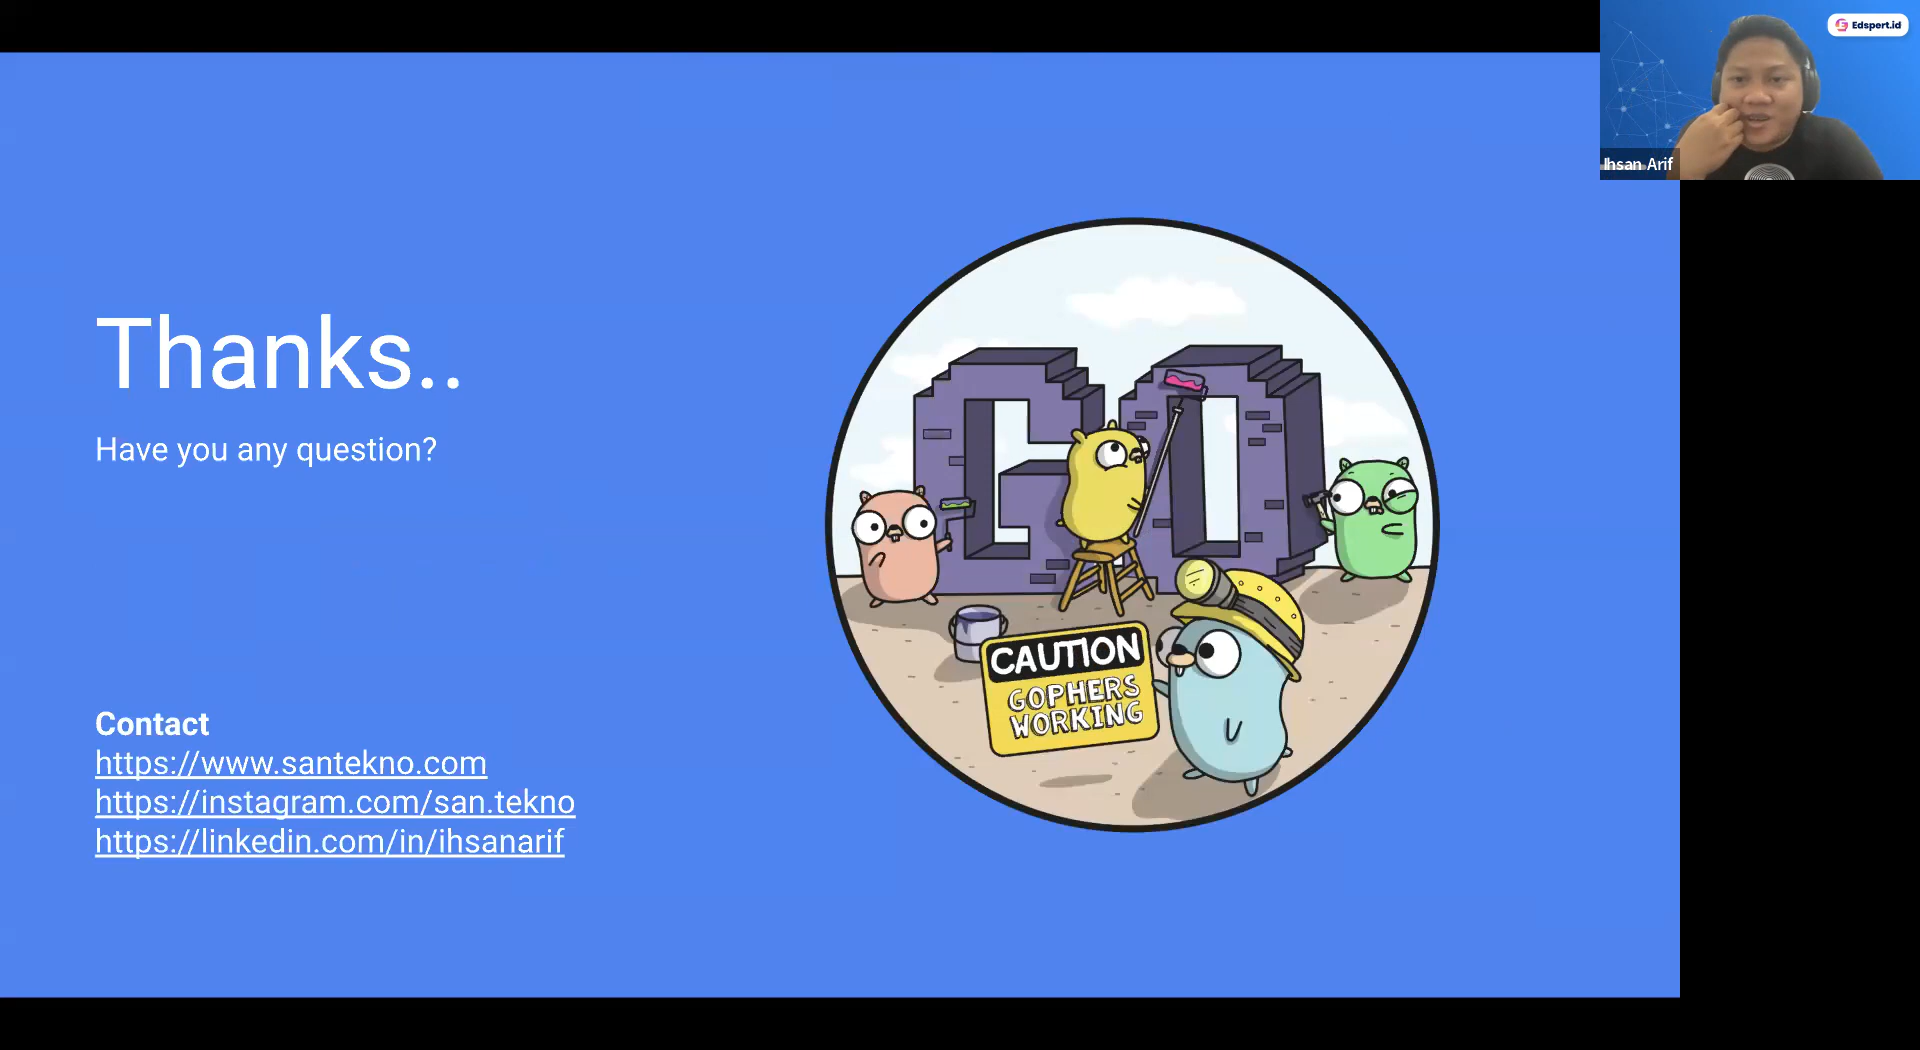 Edspert.id
Ihsan Arif
Thanks..
Have you any question?
GO
CAUTION
GOPHERS
WORKING
Contact
https://www.santekno.com
https://instagram.com/san.tekno
https://linkedin.com/in/ihsanarif